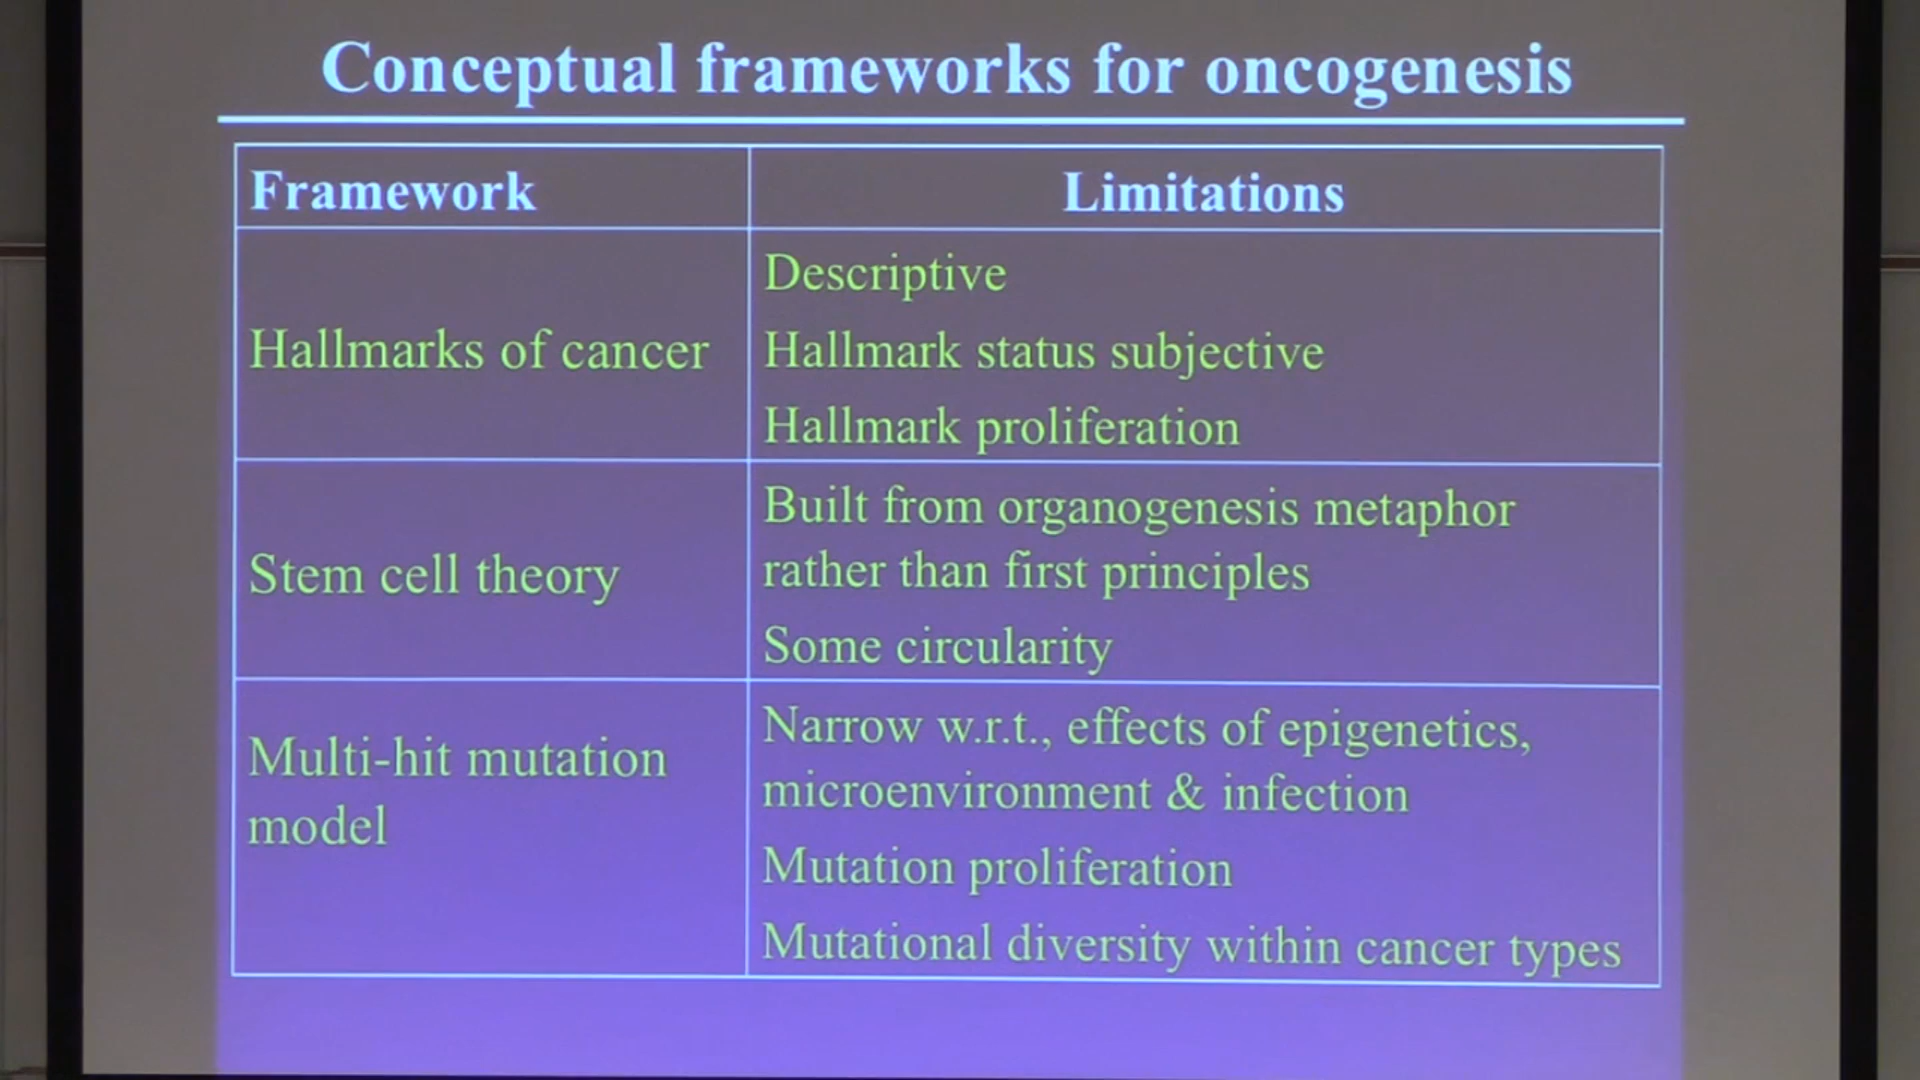 Conceptual frameworks for oncogenesis
Framework
Limitations
Hallmarks of cancer
Descriptive
Hallmark status subjective
Hallmark proliferation
Stem cell theory
Built from organogenesis metaphor
rather than first principles
Some circularity
Multi-hit mutation
model
Narrow w.r.t., effects of epigenetics,
microenvironment & infection
Mutation proliferation
Mutational diversity within cancer types